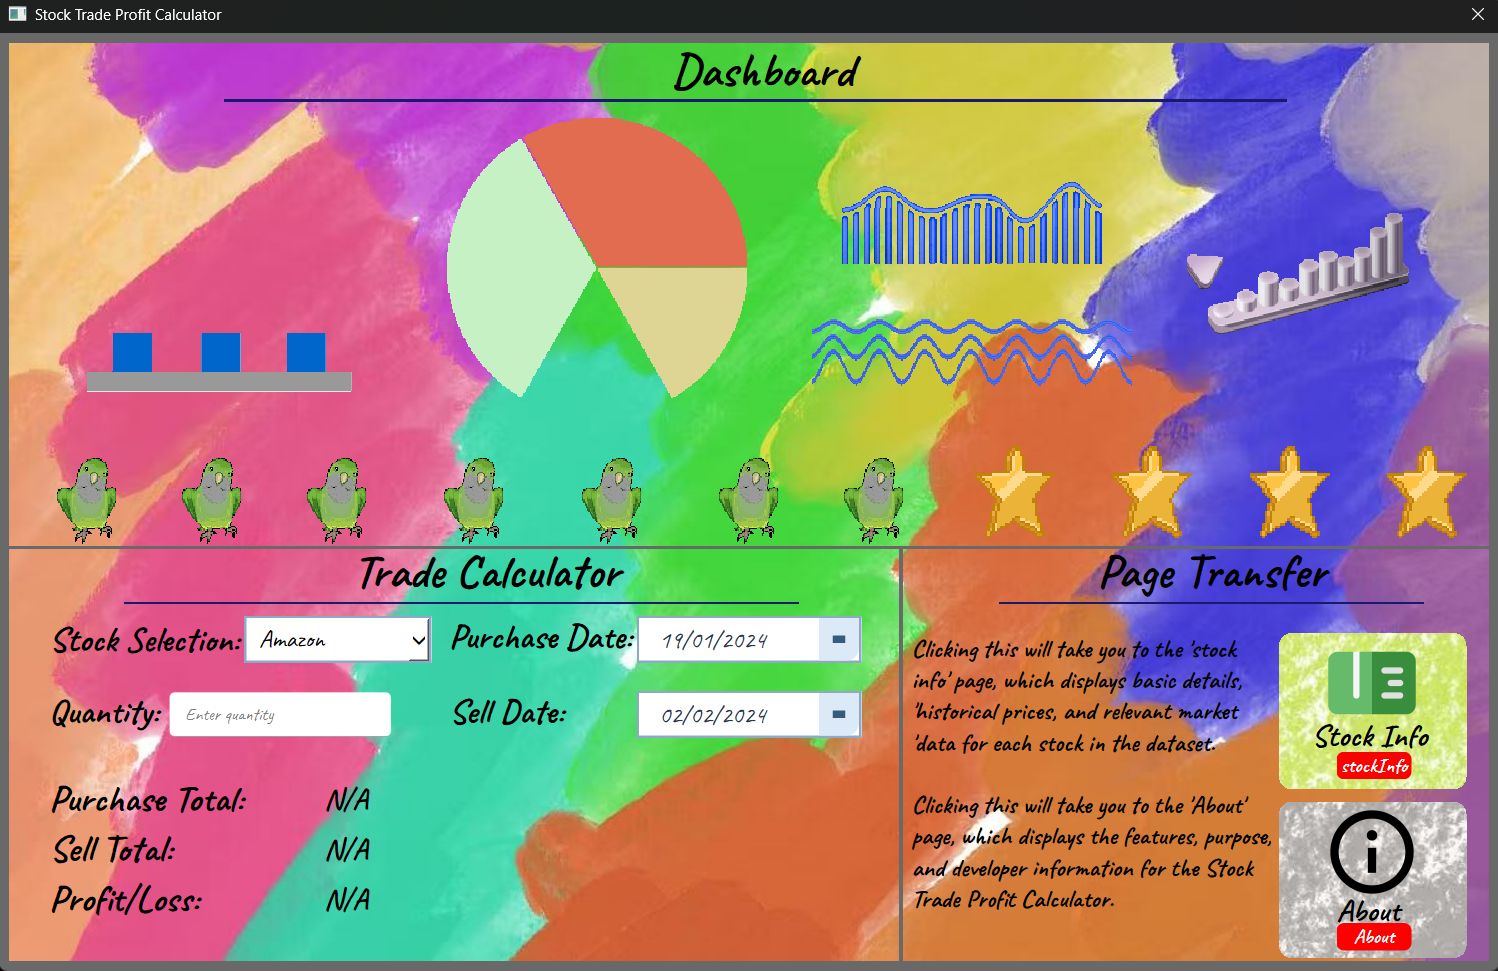 Stock Trade Profit Calculator
Dashboard
Trade Calculator
Stock Selection: Amazon
Purchase Date: 19/01/2024
Quantity: Enter quantity
Sell Date: 02/02/2024
Purchase Total: N/A
Sell Total: N/A
Profit/Loss: N/A
Page Transfer
Clicking this will take you to the 'stock
info' page, which displays basic details,
'historical prices, and relevant market
'data for each stock in the dataset.
Stock Info
stockInfo
Clicking this will take you to the 'About'
page, which displays the features, purpose,
and developer information for the Stock
Trade Profit Calculator.
About
About